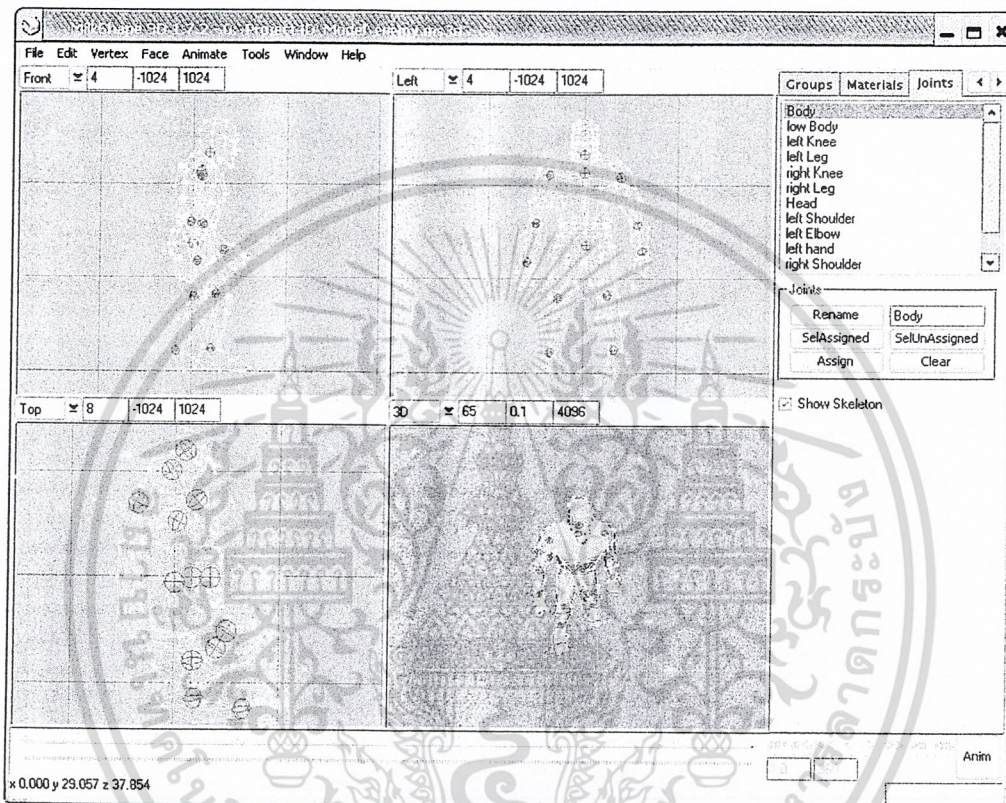 File Edit Vertex Face Animate Tools Window Help
Front 4 -1024 1024
Left 4 -1024 1024
Groups Materials Joints
Body
low Body
left Knee
left Leg
right Knee
right Leg
Head
left Shoulder
left Elbow
left hand
right Shoulder
Joints
Rename Body
SelAssigned SelUnAssigned
Assign Clear
Show Skeleton
Top 8 -1024 1024
3D 65 0.1 4096
Anim
x 0.000 y 29.057 z 37.854